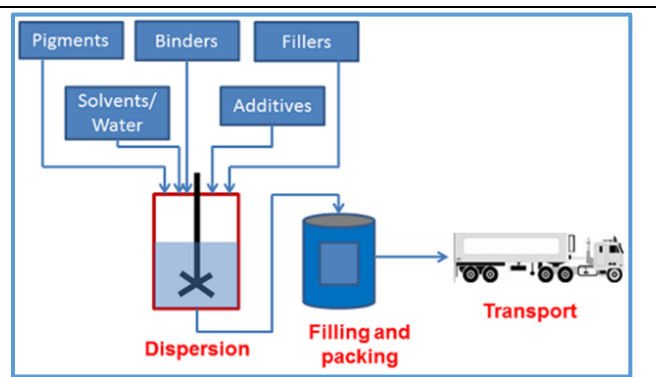 Pigments
Binders
Fillers
Solvents/
Water
Additives
Dispersion
Filling and
packing
Transport